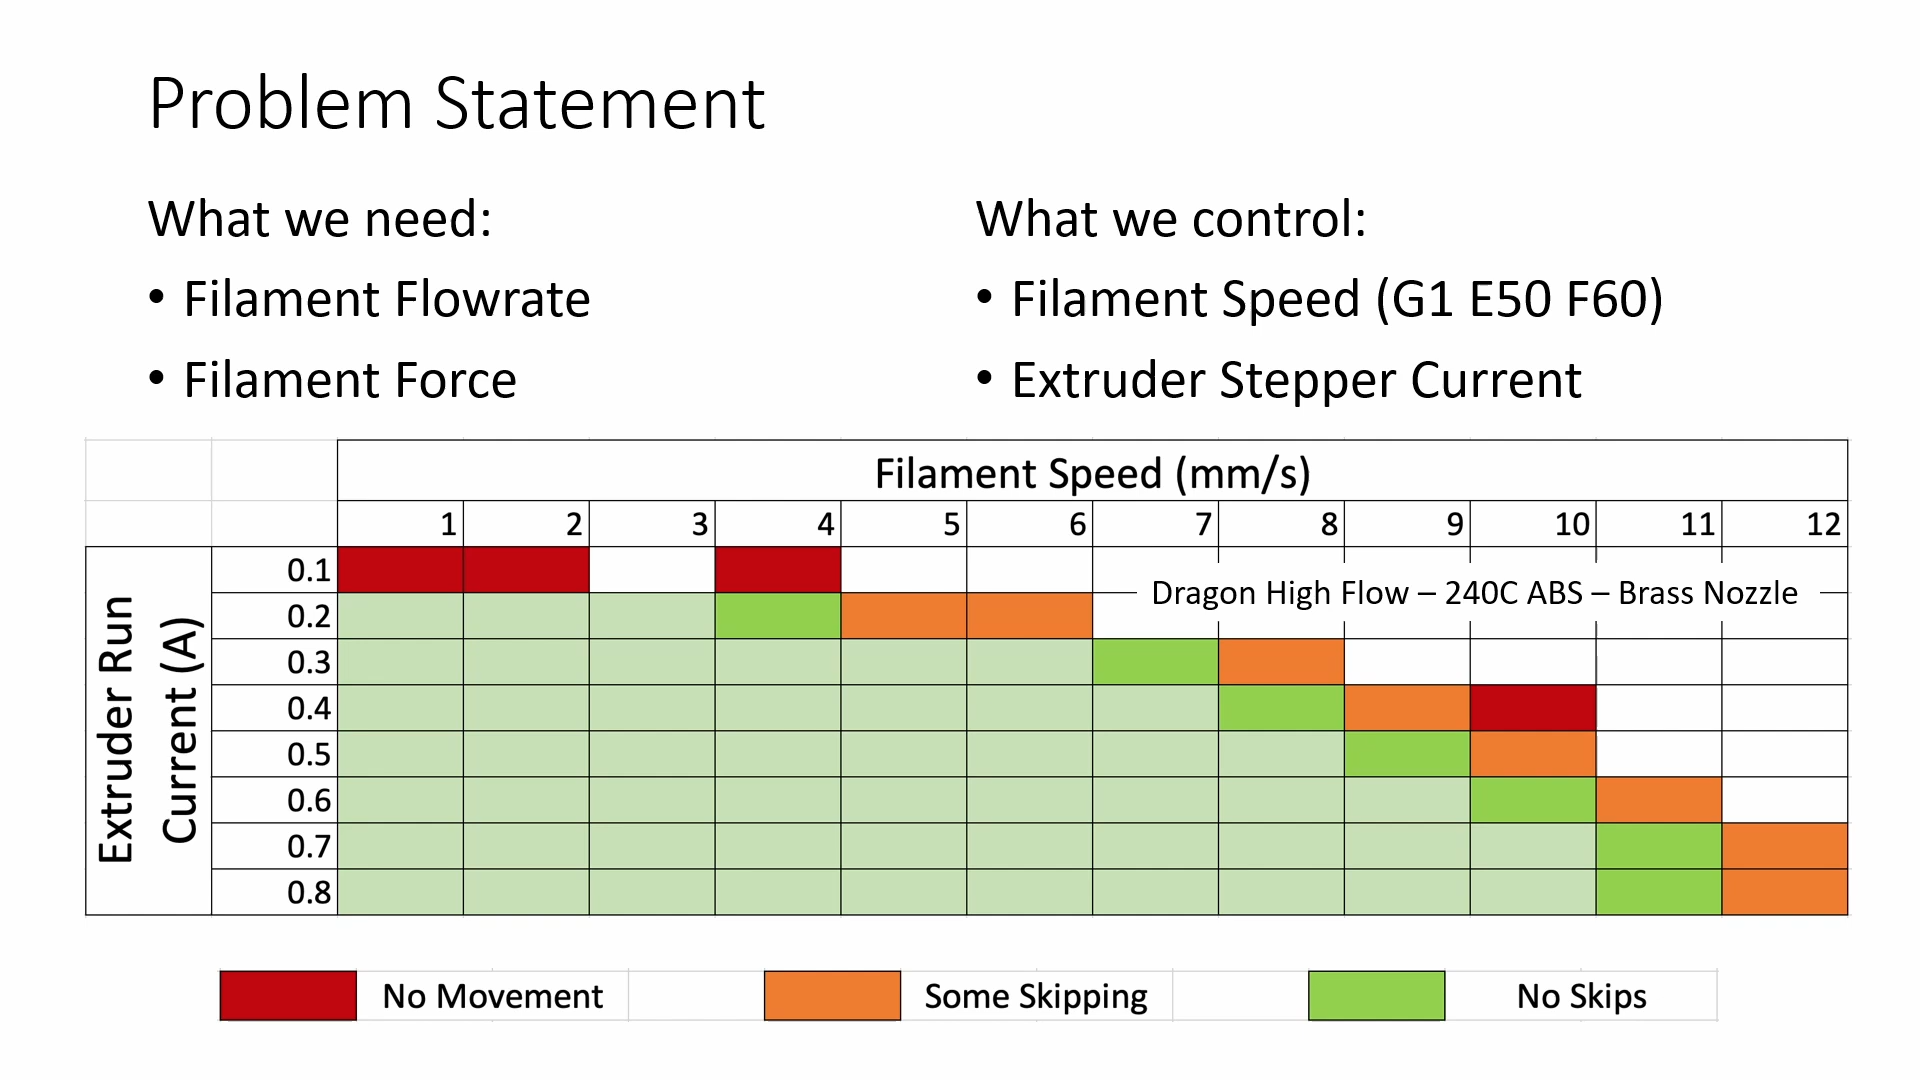 Problem Statement
What we need:
• Filament Flowrate
• Filament Force
What we control:
• Filament Speed (G1 E50 F60)
• Extruder Stepper Current
Filament Speed (mm/s)
1 2 3 4 5 6 7 8 9 10 11 12
Extruder Run
Current (A)
0.1
Dragon High Flow – 240C ABS – Brass Nozzle
0.2
0.3
0.4
0.5
0.6
0.7
0.8
No Movement
Some Skipping
No Skips